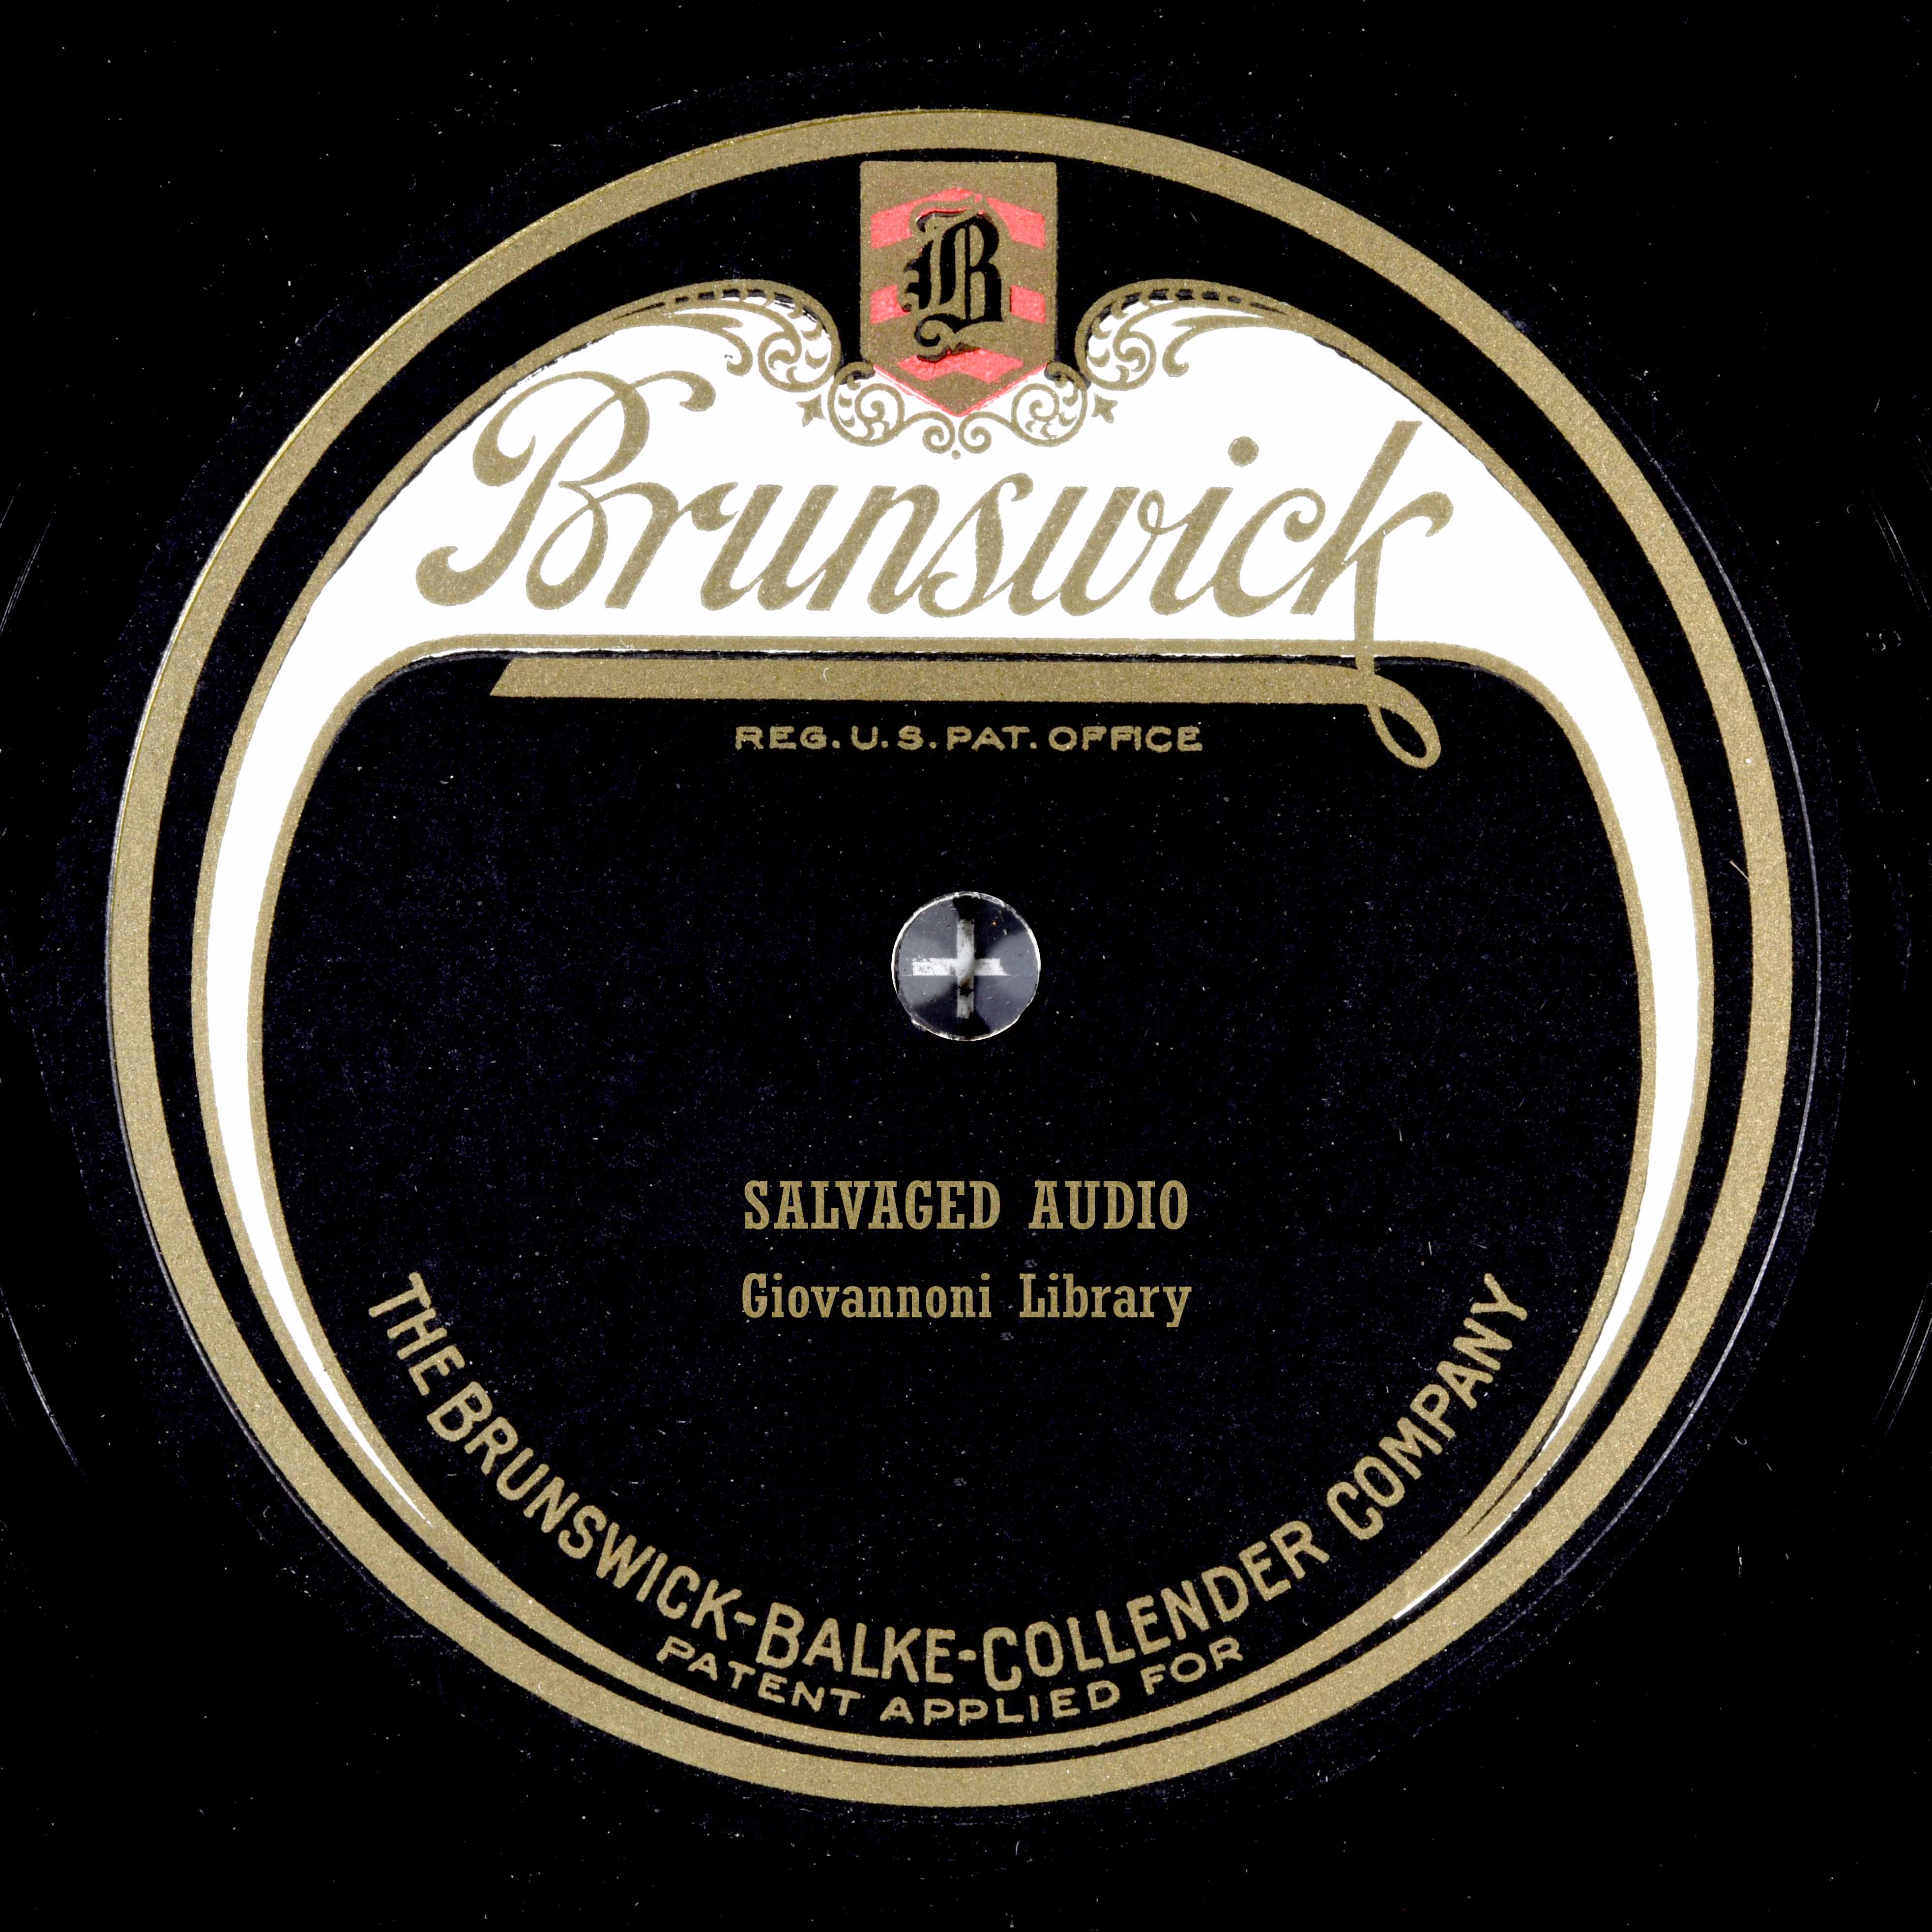 B
Brunswick
REG. U.S. PAT. OFFICE
SALVAGED AUDIO
Giovannoni Library
THE BRUNSWICK-BALKE-COLLENDER COMPANY
PATENT APPLIED FOR